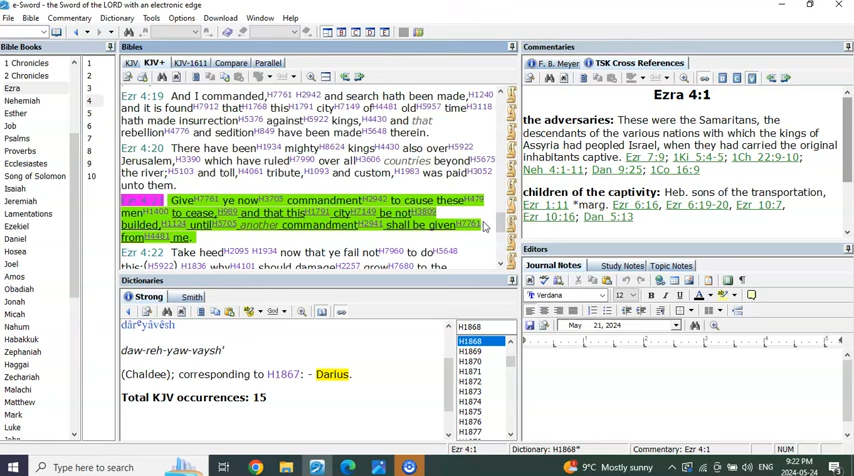 e-Sword - the Sword of the LORD with an electronic edge
File Bible Commentary Dictionary Tools Options Download Window Help
Bible Books
1 Chronicles
2 Chronicles
Ezra
Nehemiah
Esther
Job
Psalms
Proverbs
Ecclesiastes
Song of Solomon
Isaiah
Jeremiah
Lamentations
Ezekiel
Daniel
Hosea
Joel
Amos
Obadiah
Jonah
Micah
Nahum
Habakkuk
Zephaniah
Haggai
Zechariah
Malachi
Matthew
Mark
Luke
1
2
3
4
5
6
7
8
9
10
Bibles
KJV KJV+ KJV-1611 Compare Parallel
Ezr 4:19 And I commanded,H7761 H2942 and search hath been made,H1240
and it is foundH7912 thatH1768 thisH1791 cityH7149 ofH4481 oldH5957 timeH3118
hath made insurrectionH5376 againstH5922 kings,H4430 and that
rebellionH4776 and seditionH849 have been madeH5648 therein.
Ezr 4:20 There have beenH1934 mightyH8624 kingsH4430 also overH5922
Jerusalem,H3390 which have ruledH7990 over allH3606 countries beyondH5675
the river;H5103 and toll,H4061 tribute,H1093 and custom,H1983 was paidH3052
unto them.
Ezr 4:21 GiveH7761 ye nowH3705 commandmentH2942 to cause theseH479
menH1400 to cease,H989 and that thisH1791 cityH7149 be notH3809
builded,H1124 untilH5705 another commandmentH2941 shall be givenH7761
fromH4481 me.
Ezr 4:22 Take heedH2095 H1934 now that ye fail notH7960 to doH5648
this:(H5922) H1836 whyH4101 should damageH2257 growH7680 to the
Dictionaries
Strong Smith
dârᵉyâvêsh
daw-reh-yaw-vaysh'
(Chaldee); corresponding to H1867: - Darius.
Total KJV occurrences: 15
H1868
H1868
H1869
H1870
H1871
H1872
H1873
H1874
H1875
H1876
H1877
Commentaries
F. B. Meyer TSK Cross References
Ezra 4:1
the adversaries: These were the Samaritans, the
descendants of the various nations with which the kings of
Assyria had peopled Israel, when they had carried the original
inhabitants captive. Ezr 7:9; 1Ki 5:4-5; 1Ch 22:9-10;
Neh 4:1-11; Dan 9:25; 1Co 16:9
children of the captivity: Heb. sons of the transportation,
Ezr 1:11 *marg. Ezr 6:16, Ezr 6:19-20, Ezr 10:7,
Ezr 10:16; Dan 5:13
Editors
Journal Notes Study Notes Topic Notes
Verdana 12 B I U
May 21, 2024
Ezr 4:1 Dictionary: H1868* Commentary: Ezr 4:1 NUM
Type here to search
9°C Mostly sunny
9:22 PM
2024-05-24